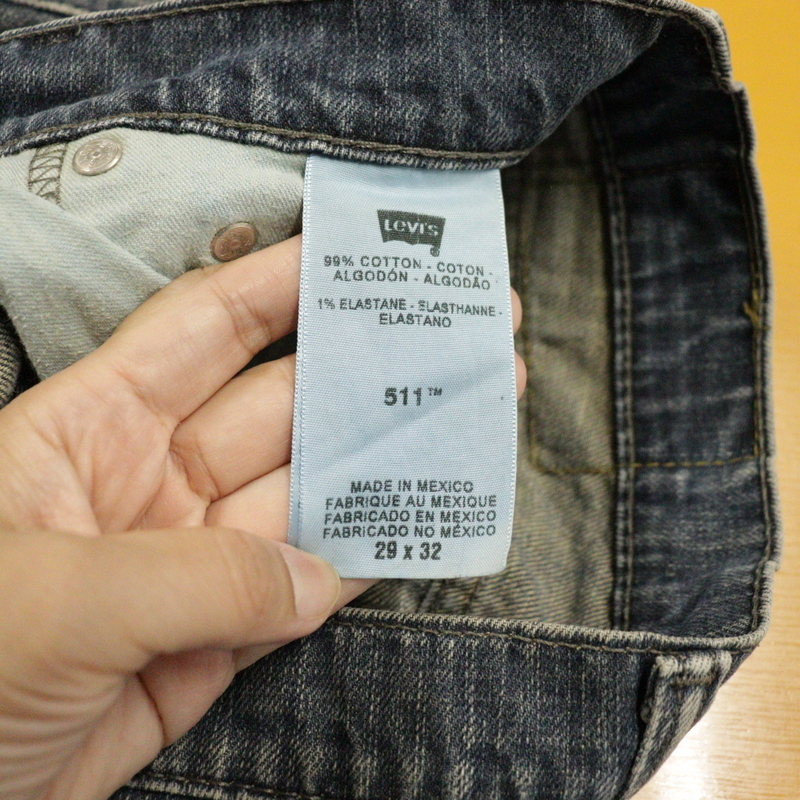 Levi's
®
99% COTTON - COTON -
ALGODÓN - ALGODÃO
1% ELASTANE - ELASTHANNE -
ELASTANO
511™
MADE IN MEXICO
FABRIQUE AU MEXIQUE
FABRICADO EN MÉXICO
FABRICADO NO MÉXICO
29 x 32